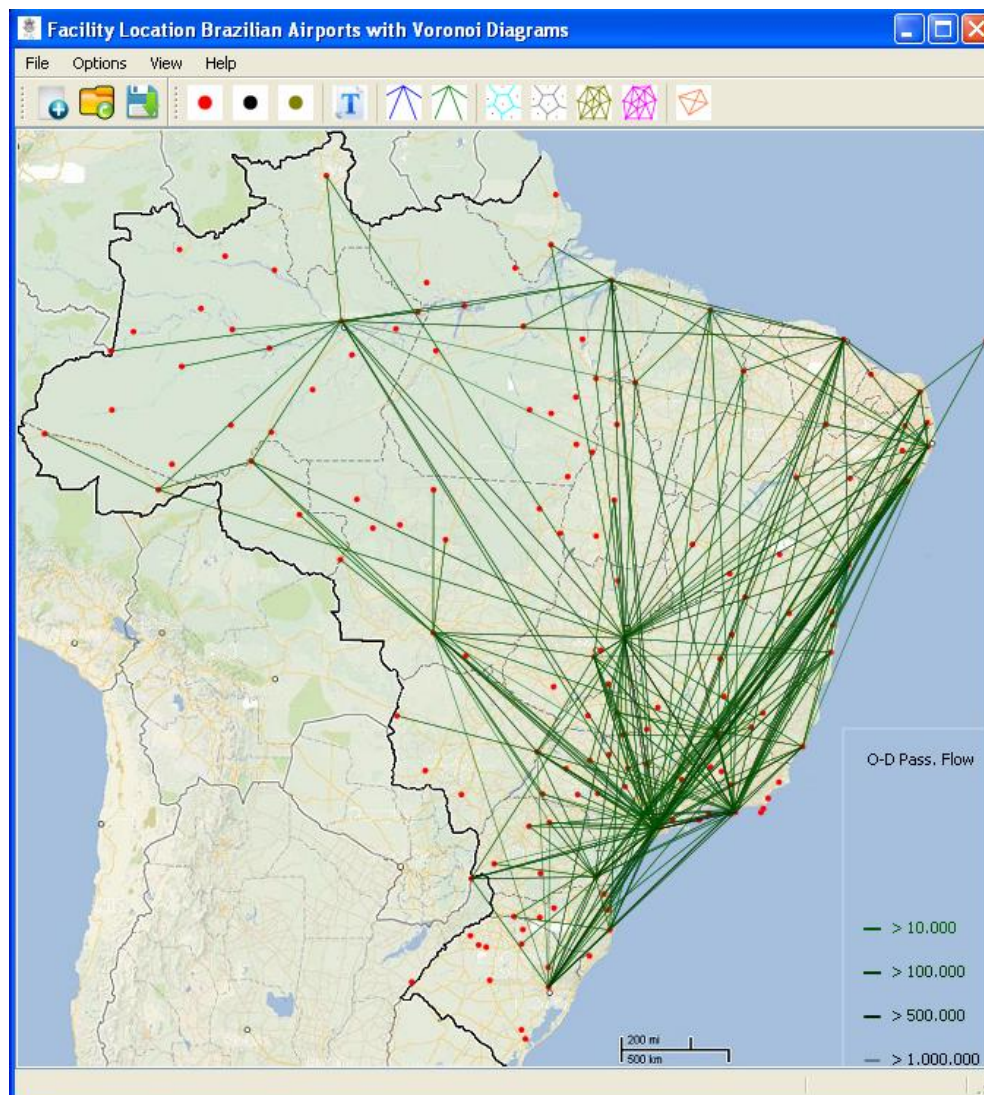 Facility Location Brazilian Airports with Voronoi Diagrams
File Options View Help
T
O-D Pass. Flow
> 10.000
> 100.000
> 500.000
> 1.000.000
200 mi
500 km